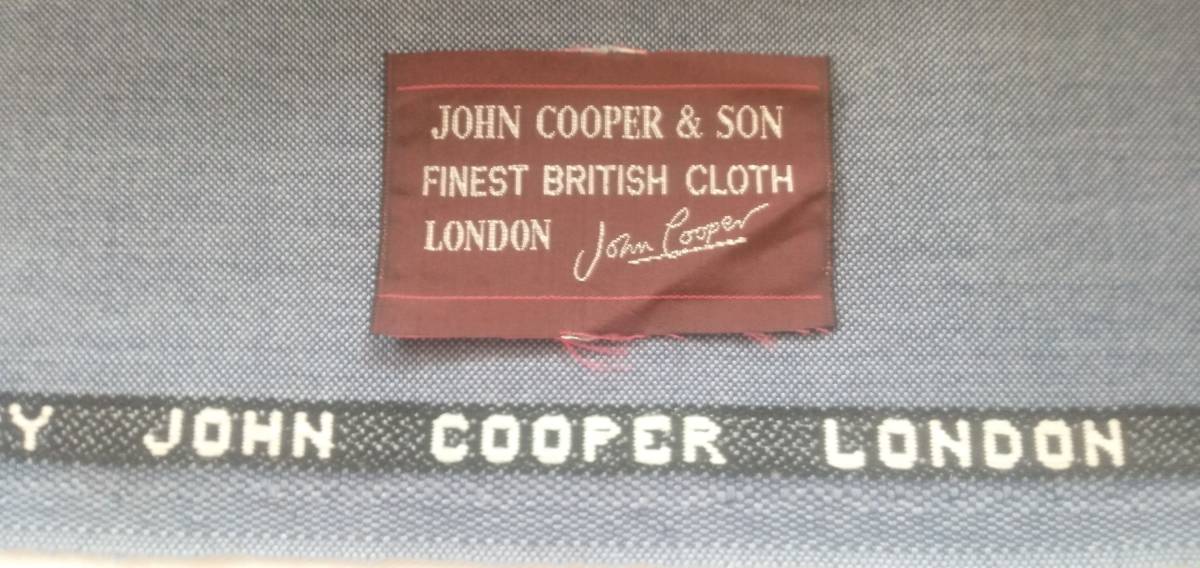 JOHN COOPER & SON
FINEST BRITISH CLOTH
LONDON John Cooper
Y JOHN COOPER LONDON